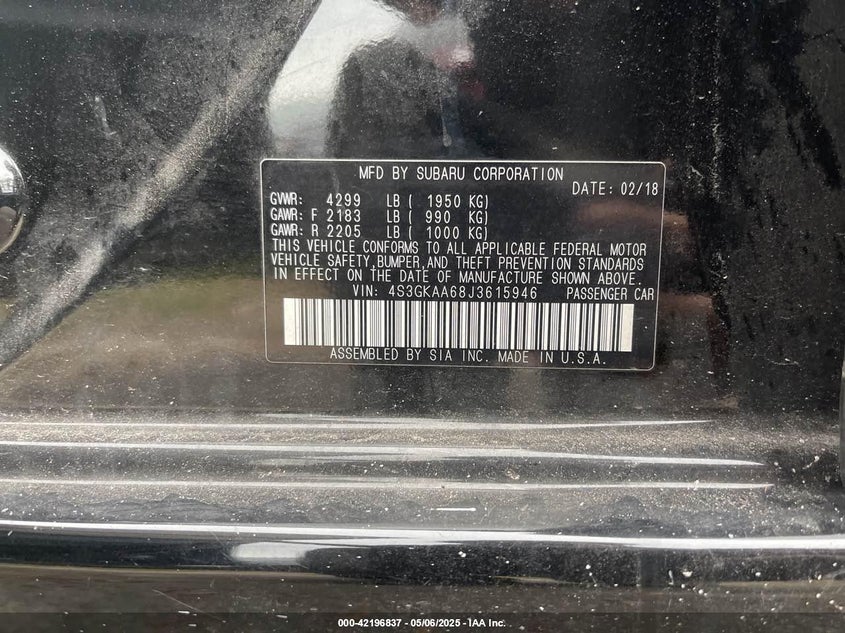 MFD BY SUBARU CORPORATION
DATE: 02/18
GVWR: 4299 LB ( 1950 KG)
GAWR: F 2183 LB ( 990 KG)
GAWR: R 2205 LB ( 1000 KG)
THIS VEHICLE CONFORMS TO ALL APPLICABLE FEDERAL MOTOR
VEHICLE SAFETY,BUMPER,AND THEFT PREVENTION STANDARDS
IN EFFECT ON THE DATE OF MANUFACTURE SHOWN ABOVE.
VIN: 4S3GKAA68J3615946 PASSENGER CAR
ASSEMBLED BY SIA INC. MADE IN U.S.A.
000-42196837 - 05/06/2025 - IAA Inc.